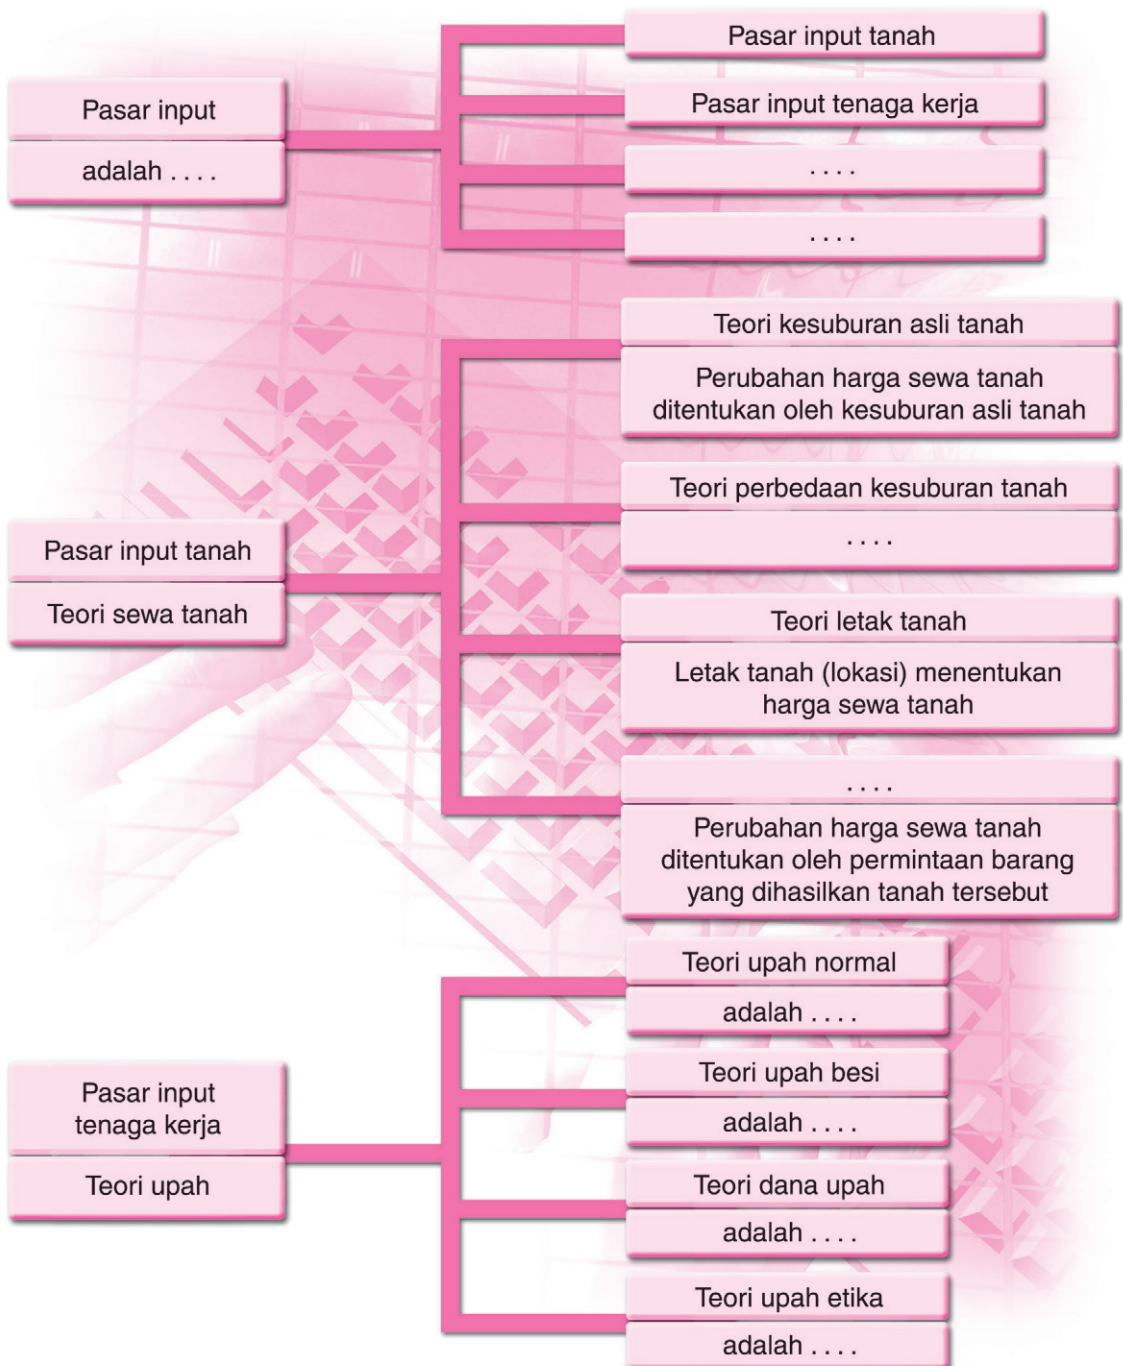 Pasar input
adalah . . . .
Pasar input tanah
Pasar input tenaga kerja
. . . .
. . . .
Pasar input tanah
Teori sewa tanah
Teori kesuburan asli tanah
Perubahan harga sewa tanah
ditentukan oleh kesuburan asli tanah
Teori perbedaan kesuburan tanah
. . . .
Teori letak tanah
Letak tanah (lokasi) menentukan
harga sewa tanah
. . . .
Perubahan harga sewa tanah
ditentukan oleh permintaan barang
yang dihasilkan tanah tersebut
Pasar input
tenaga kerja
Teori upah
Teori upah normal
adalah . . . .
Teori upah besi
adalah . . . .
Teori dana upah
adalah . . . .
Teori upah etika
adalah . . . .